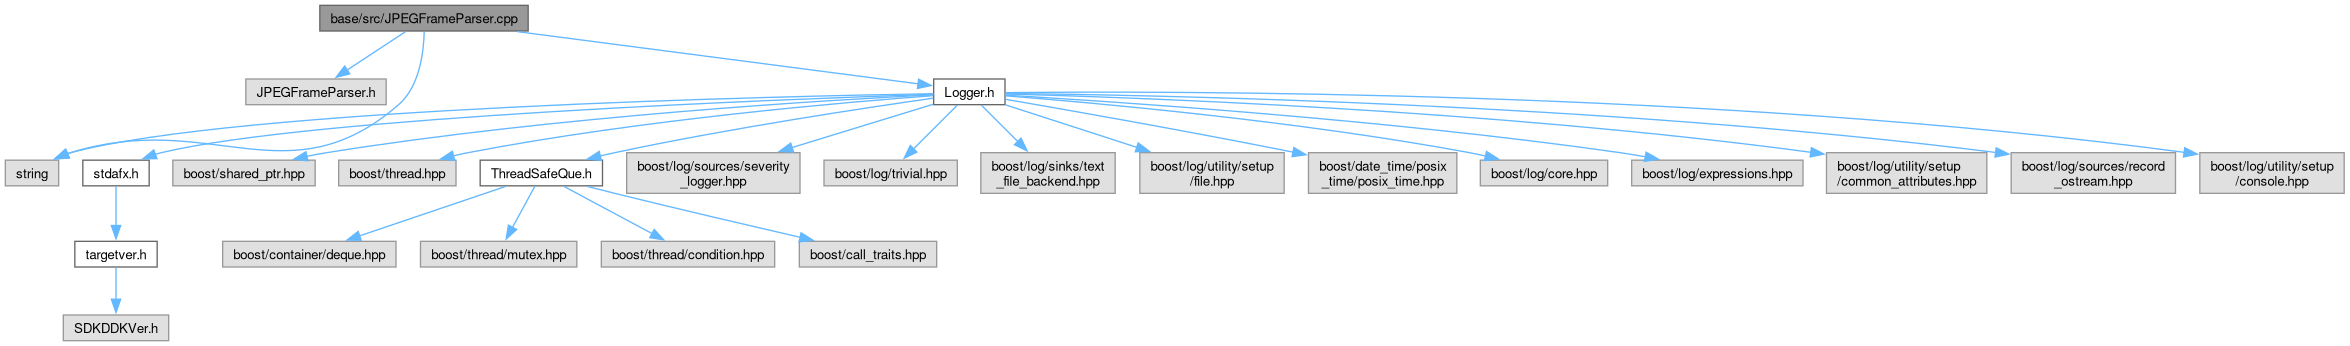 base/src/JPEGFrameParser.cpp
JPEGFrameParser.h
Logger.h
string
stdafx.h
boost/shared_ptr.hpp
boost/thread.hpp
ThreadSafeQue.h
boost/log/sources/severity
_logger.hpp
boost/log/trivial.hpp
boost/log/sinks/text
_file_backend.hpp
boost/log/utility/setup
/file.hpp
boost/date_time/posix
_time/posix_time.hpp
boost/log/core.hpp
boost/log/expressions.hpp
boost/log/utility/setup
/common_attributes.hpp
boost/log/sources/record
_ostream.hpp
boost/log/utility/setup
/console.hpp
targetver.h
boost/container/deque.hpp
boost/thread/mutex.hpp
boost/thread/condition.hpp
boost/call_traits.hpp
SDKDDKVer.h